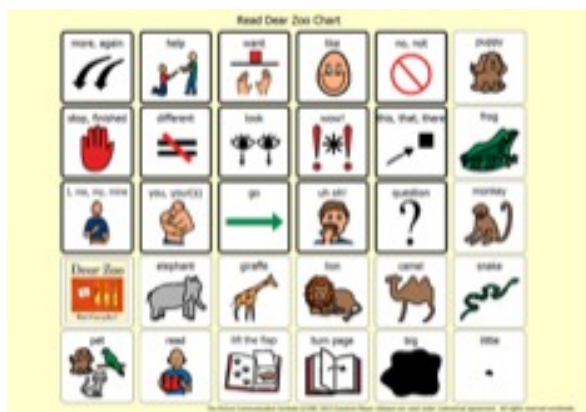 Read Dear Zoo Chart
more, again help want like no, not puppy
stop, finished different look wow! this, that, there frog
I, me, my, mine you, your(s) go uh oh! question monkey
Dear Zoo elephant giraffe lion camel snake
pet read lift the flap turn page big little